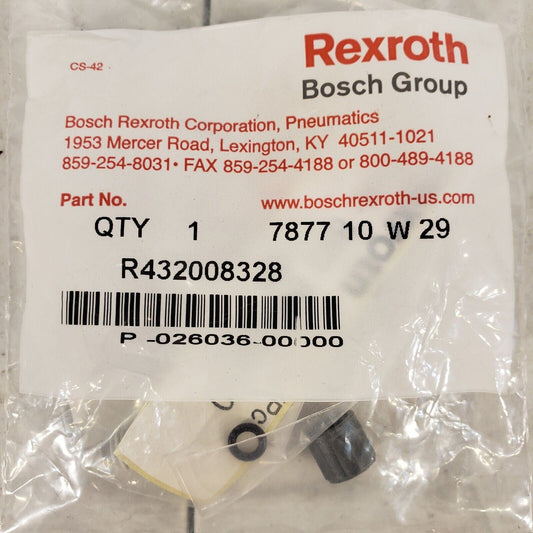 CS-42
Rexroth
Bosch Group
Bosch Rexroth Corporation, Pneumatics
1953 Mercer Road, Lexington, KY 40511-1021
859-254-8031• FAX 859-254-4188 or 800-489-4188
Part No.
www.boschrexroth-us.com
QTY 1 7877 10 W 29
R432008328
P -026036-00000